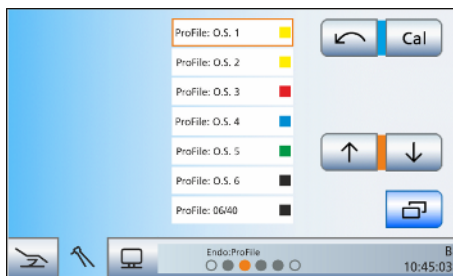 ProFile: O.S. 1
Cal
ProFile: O.S. 2
ProFile: O.S. 3
ProFile: O.S. 4
ProFile: O.S. 5
ProFile: O.S. 6
ProFile: 06/40
Endo:ProFile
B
10:45:03